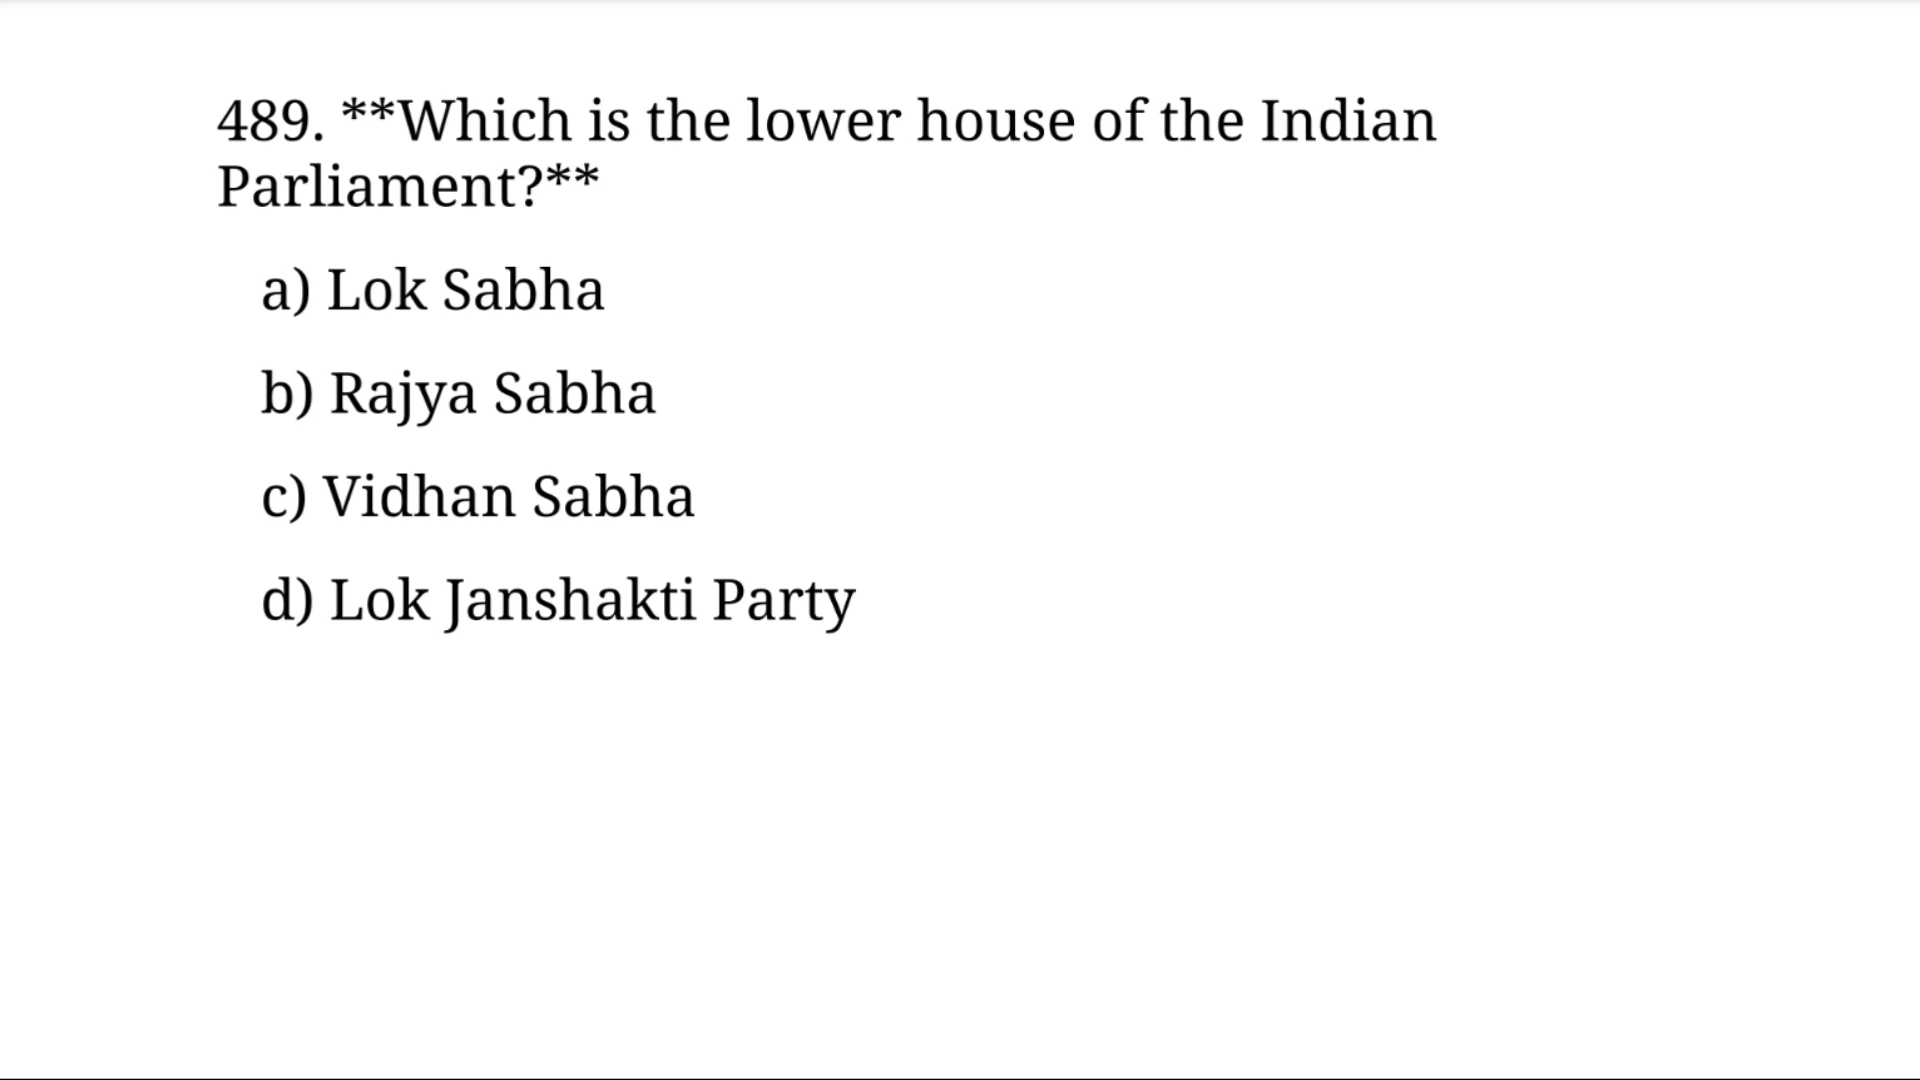 489. **Which is the lower house of the Indian
Parliament?**
a) Lok Sabha
b) Rajya Sabha
c) Vidhan Sabha
d) Lok Janshakti Party